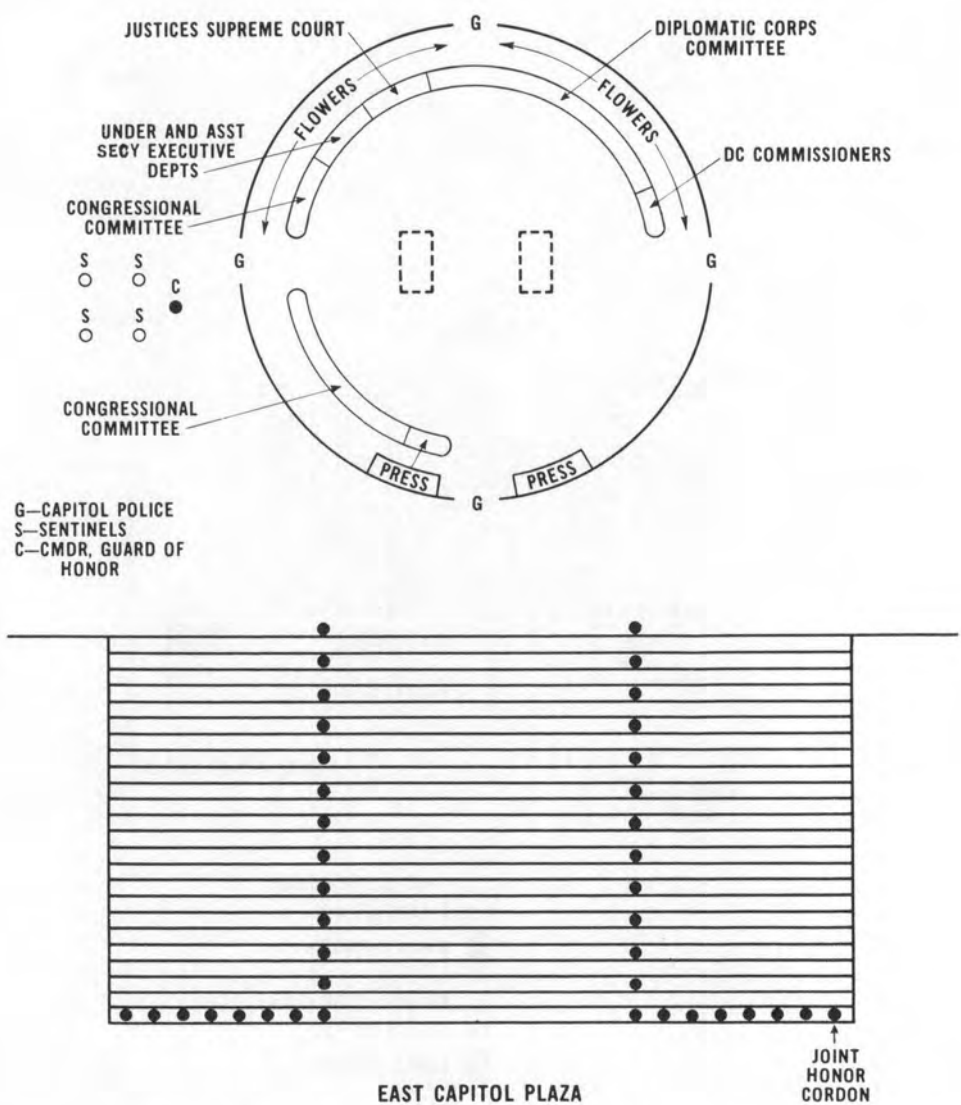 G
JUSTICES SUPREME COURT
DIPLOMATIC CORPS
COMMITTEE
FLOWERS
FLOWERS
UNDER AND ASST
SECY EXECUTIVE
DEPTS
DC COMMISSIONERS
CONGRESSIONAL
COMMITTEE
G
G
S S
C
S S
CONGRESSIONAL
COMMITTEE
PRESS
PRESS
G
G—CAPITOL POLICE
S—SENTINELS
C—CMDR, GUARD OF
HONOR
JOINT
HONOR
CORDON
EAST CAPITOL PLAZA